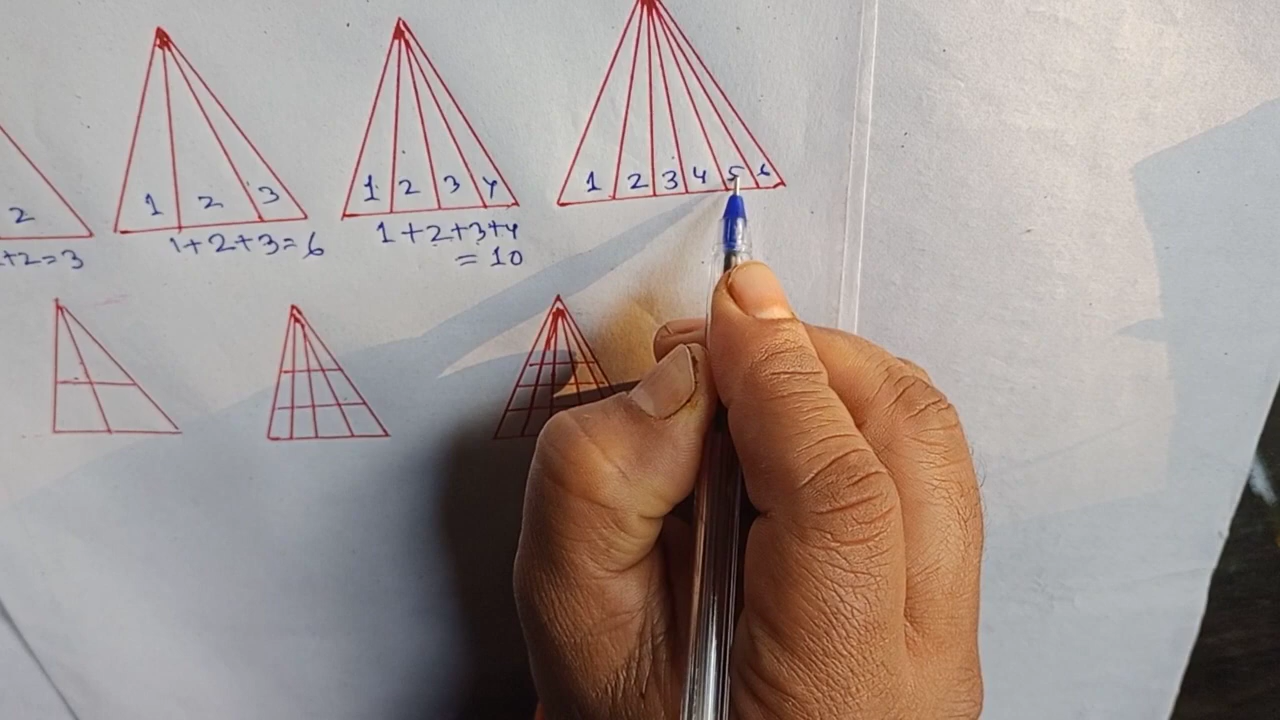 2
+2=3
1 2 3
1+2+3=6
1 2 3 4
1+2+3+4
=10
1 2 3 4 5 6